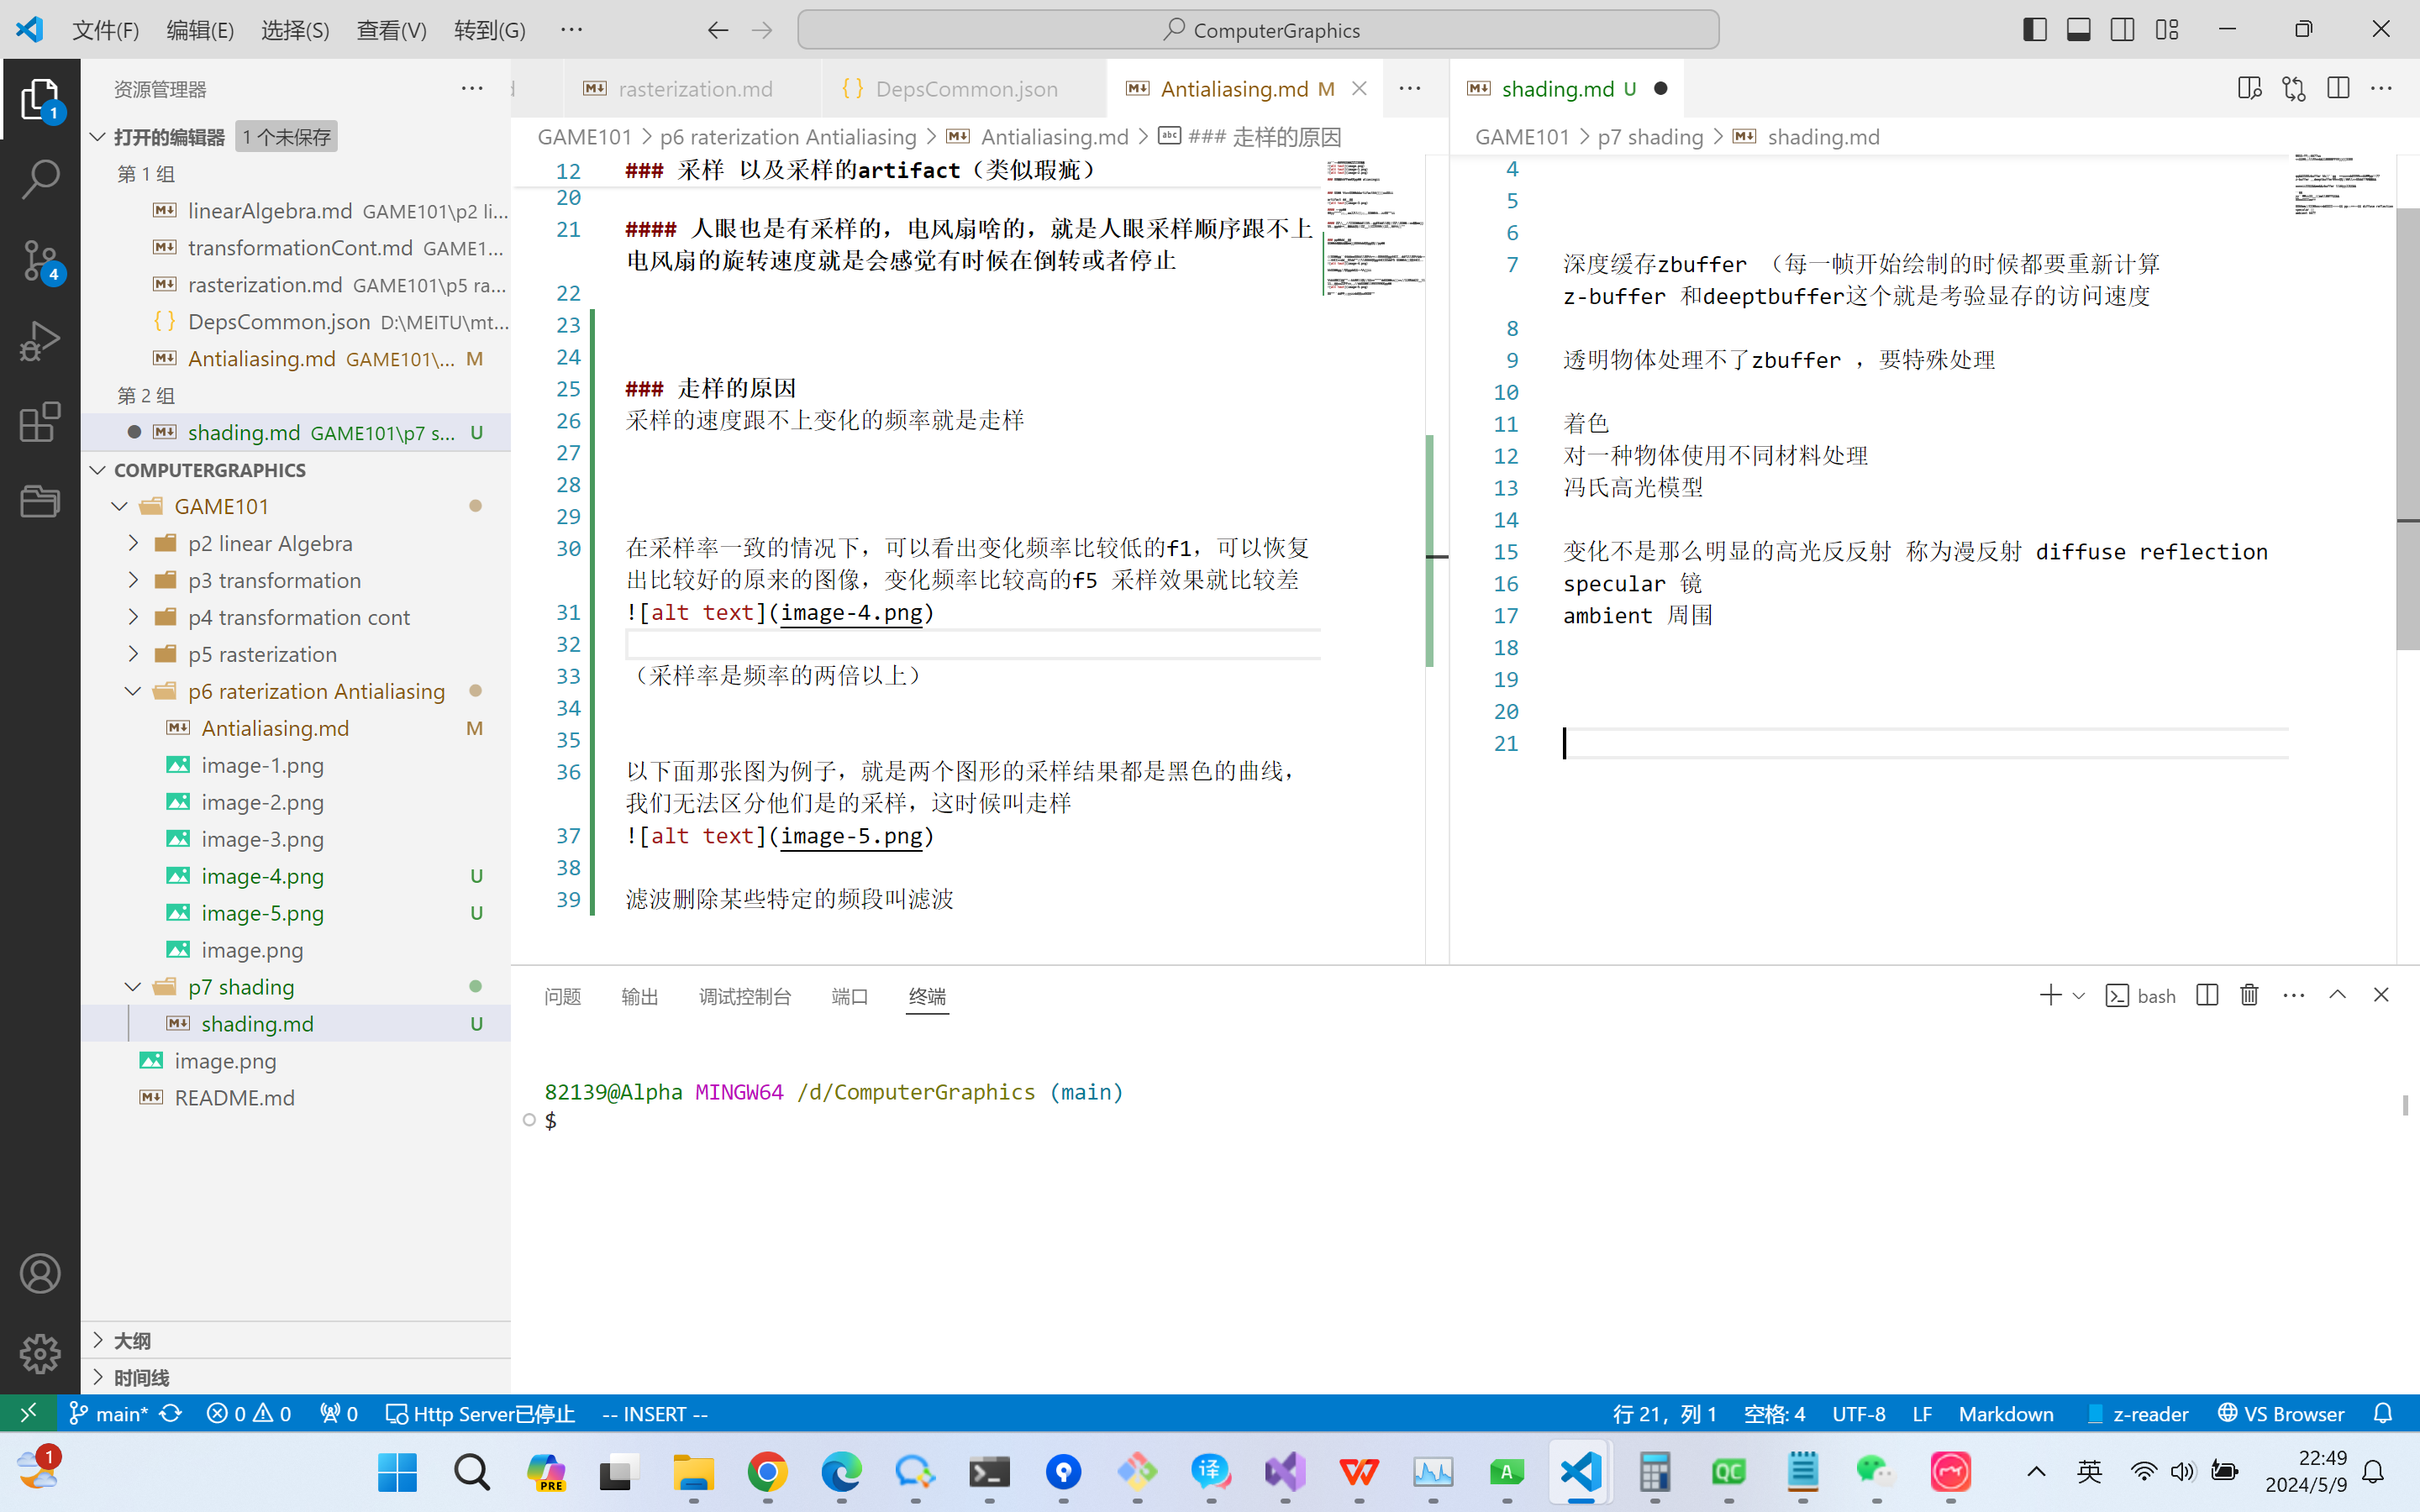 文件(F) 编辑(E) 选择(S) 查看(V) 转到(G) ··· ComputerGraphics
资源管理器 ···
打开的编辑器 1 个未保存
第 1 组
linearAlgebra.md GAME101\p2 li...
transformationCont.md GAME1...
rasterization.md GAME101\p5 ra...
DepsCommon.json D:\MEITU\mt...
Antialiasing.md GAME101\... M
第 2 组
shading.md GAME101\p7 s... U
COMPUTERGRAPHICS
GAME101
p2 linear Algebra
p3 transformation
p4 transformation cont
p5 rasterization
p6 raterization Antialiasing
Antialiasing.md M
image-1.png
image-2.png
image-3.png
image-4.png U
image-5.png U
image.png
p7 shading
shading.md U
image.png
README.md
大纲
时间线
rasterization.md {} DepsCommon.json Antialiasing.md M
GAME101 > p6 raterization Antialiasing > Antialiasing.md > ### 走样的原因
12 ### 采样 以及采样的artifact（类似瑕疵）
20
21 #### 人眼也是有采样的，电风扇啥的，就是人眼采样顺序跟不上
电风扇的旋转速度就是会感觉有时候在倒转或者停止
22
23
24
25 ### 走样的原因
26 采样的速度跟不上变化的频率就是走样
27
28
29
30 在采样率一致的情况下，可以看出变化频率比较低的f1，可以恢复
出比较好的原来的图像，变化频率比较高的f5 采样效果就比较差
31 ![alt text](image-4.png)
32
33 （采样率是频率的两倍以上）
34
35
36 以下面那张图为例子，就是两个图形的采样结果都是黑色的曲线，
我们无法区分他们是的采样，这时候叫走样
37 ![alt text](image-5.png)
38
39 滤波删除某些特定的频段叫滤波
shading.md U
GAME101 > p7 shading > shading.md
4
5
6
7 深度缓存zbuffer （每一帧开始绘制的时候都要重新计算
z-buffer 和deeptbuffer这个就是考验显存的访问速度
8
9 透明物体处理不了zbuffer ，要特殊处理
10
11 着色
12 对一种物体使用不同材料处理
13 冯氏高光模型
14
15 变化不是那么明显的高光反反射 称为漫反射 diffuse reflection
16 specular 镜
17 ambient 周围
18
19
20
21
问题 输出 调试控制台 端口 终端 bash
82139@Alpha MINGW64 /d/ComputerGraphics (main)
$
main* 0 0 0 Http Server已停止 -- INSERT -- 行 21，列 1 空格: 4 UTF-8 LF Markdown z-reader VS Browser
1 PRE 译 A QC 英 22:49
2024/5/9